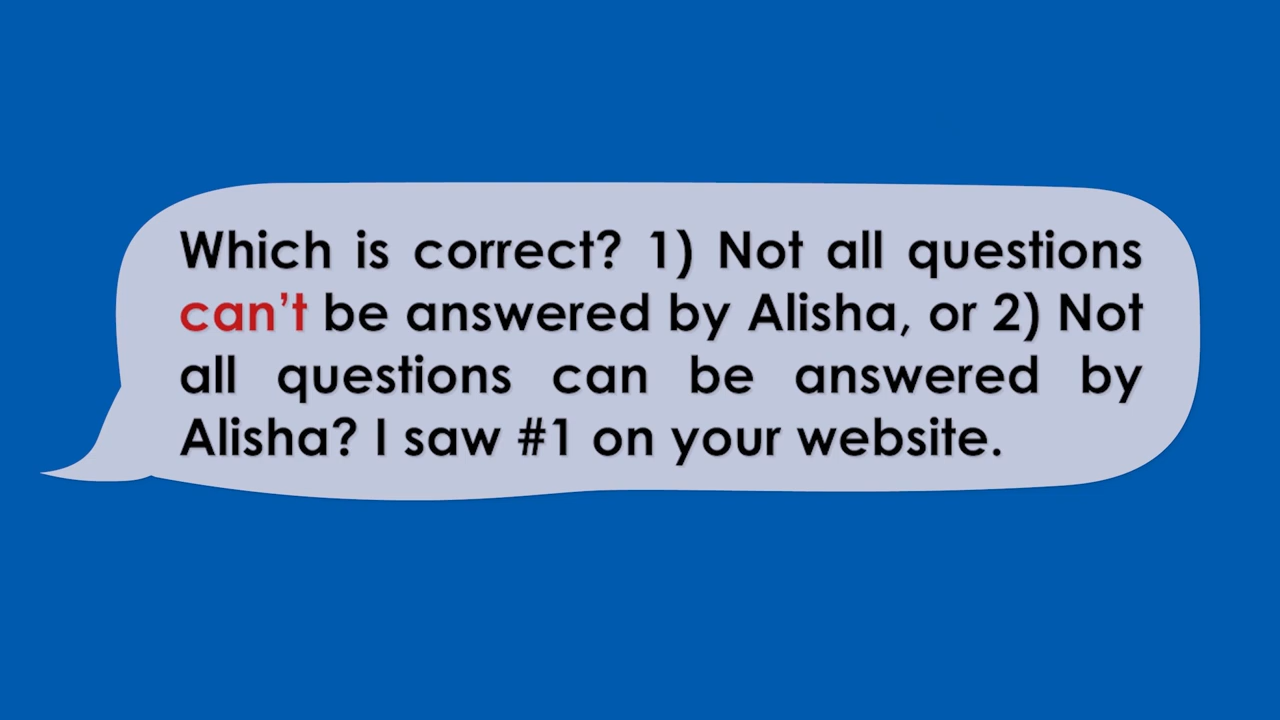 Which is correct? 1) Not all questions
can't be answered by Alisha, or 2) Not
all questions can be answered by
Alisha? I saw #1 on your website.